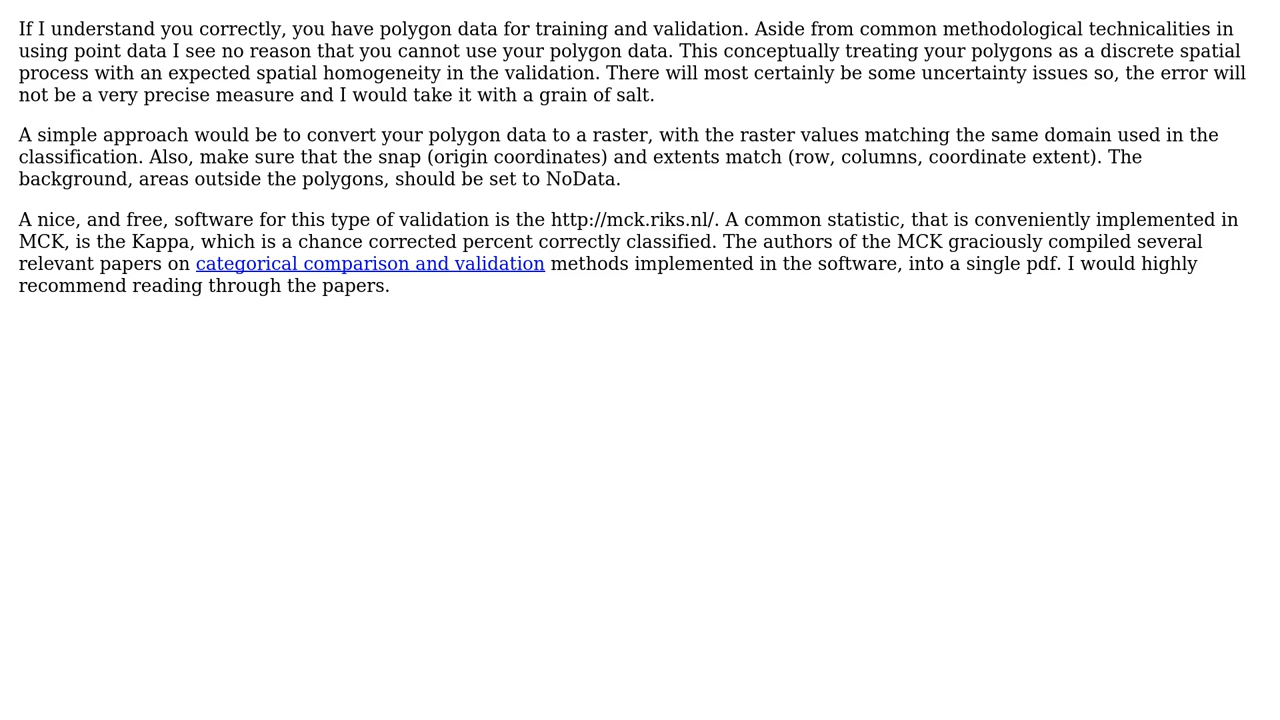 If I understand you correctly, you have polygon data for training and validation. Aside from common methodological technicalities in
using point data I see no reason that you cannot use your polygon data. This conceptually treating your polygons as a discrete spatial
process with an expected spatial homogeneity in the validation. There will most certainly be some uncertainty issues so, the error will
not be a very precise measure and I would take it with a grain of salt.
A simple approach would be to convert your polygon data to a raster, with the raster values matching the same domain used in the
classification. Also, make sure that the snap (origin coordinates) and extents match (row, columns, coordinate extent). The
background, areas outside the polygons, should be set to NoData.
A nice, and free, software for this type of validation is the http://mck.riks.nl/. A common statistic, that is conveniently implemented in
MCK, is the Kappa, which is a chance corrected percent correctly classified. The authors of the MCK graciously compiled several
relevant papers on categorical comparison and validation methods implemented in the software, into a single pdf. I would highly
recommend reading through the papers.